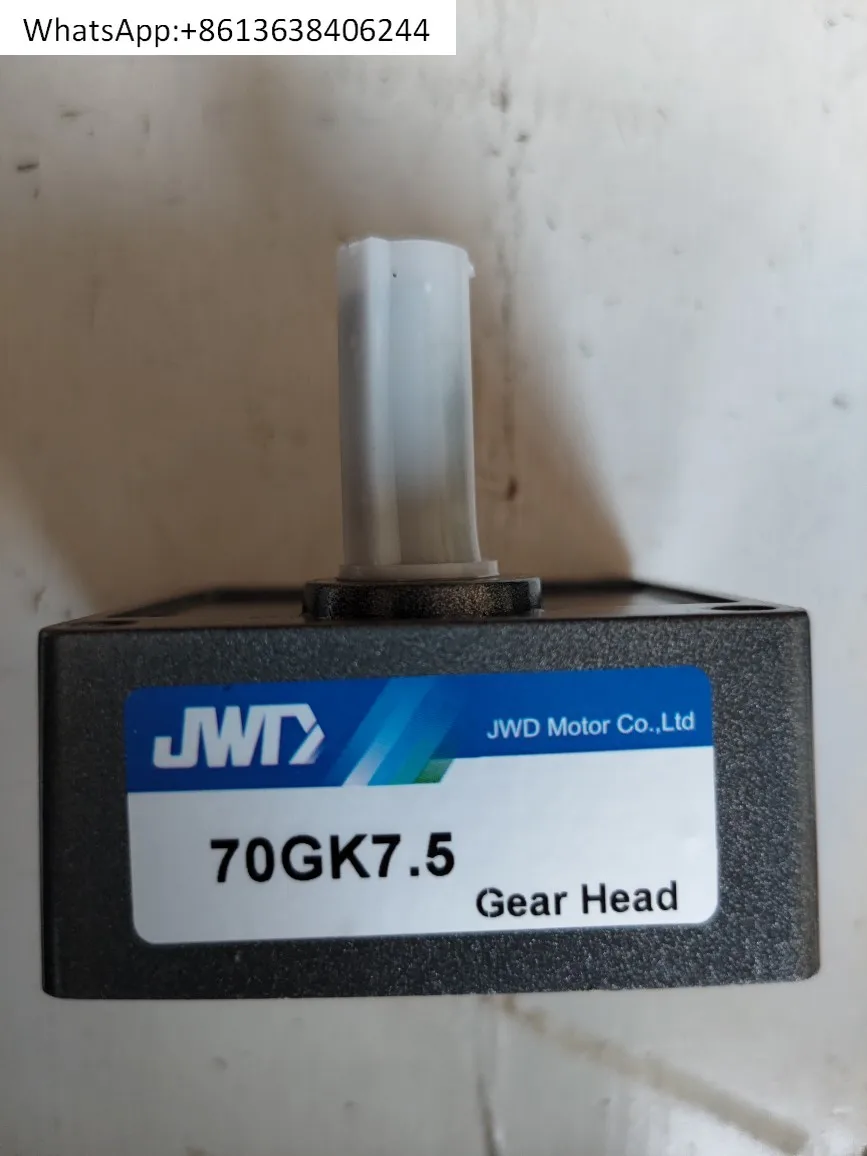 WhatsApp:+8613638406244
JWD
JWD Motor Co.,Ltd
70GK7.5
Gear Head